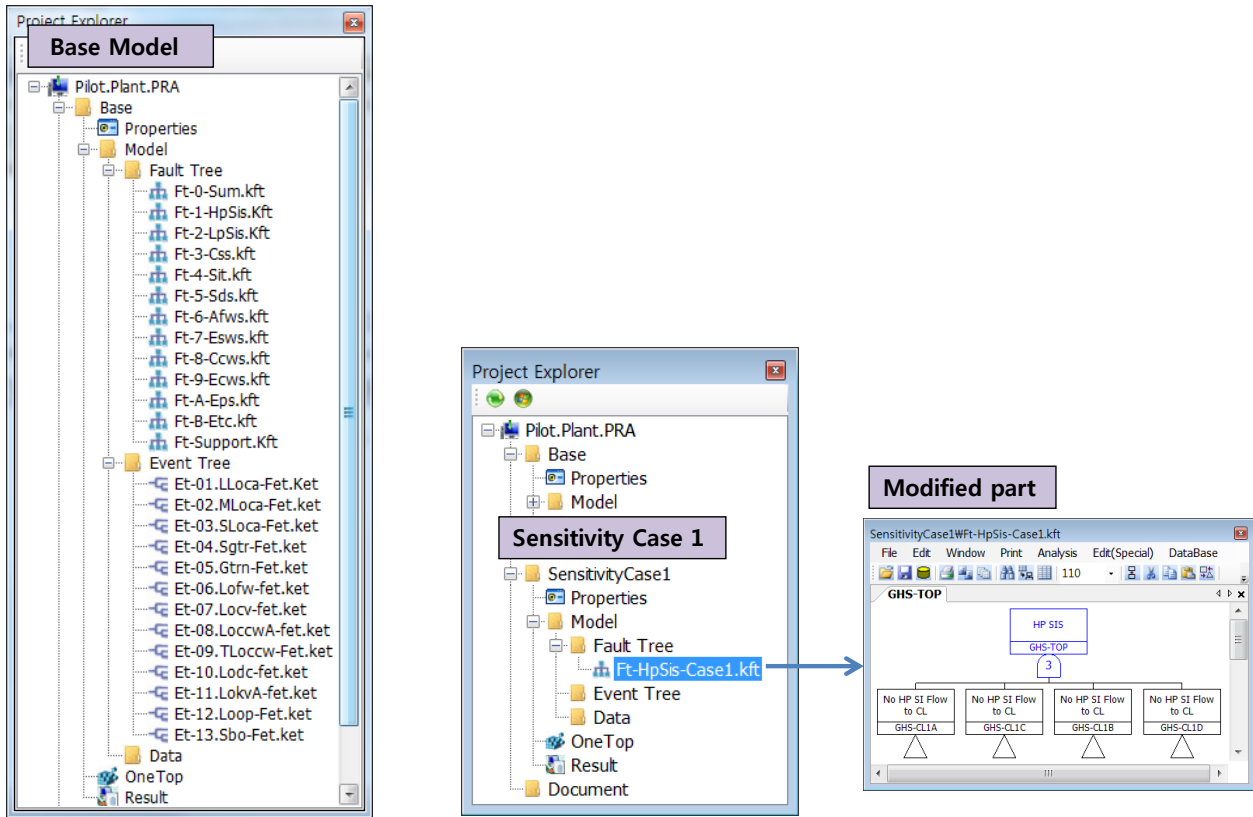 Project Explorer
Base Model
Pilot.Plant.PRA
Base
Properties
Model
Fault Tree
Ft-0-Sum.kft
Ft-1-HpSis.Kft
Ft-2-LpSis.Kft
Ft-3-Css.kft
Ft-4-Sit.kft
Ft-5-Sds.kft
Ft-6-Afws.kft
Ft-7-Esws.kft
Ft-8-Ccws.kft
Ft-9-Ecws.kft
Ft-A-Eps.kft
Ft-B-Etc.kft
Ft-Support.Kft
Event Tree
Et-01.LLoca-Fet.Ket
Et-02.MLoca-Fet.ket
Et-03.SLoca-Fet.ket
Et-04.Sgtr-Fet.ket
Et-05.Gtrn-Fet.ket
Et-06.Lofw-fet.ket
Et-07.Locv-fet.ket
Et-08.LoccwA-fet.ket
Et-09.TLoccw-Fet.ket
Et-10.Lodc-fet.ket
Et-11.LokvA-fet.ket
Et-12.Loop-Fet.ket
Et-13.Sbo-Fet.ket
Data
OneTop
Result
Project Explorer
Pilot.Plant.PRA
Base
Properties
Model
Sensitivity Case 1
SensitivityCase1
Properties
Model
Fault Tree
Ft-HpSis-Case1.kft
Event Tree
Data
OneTop
Result
Document
Modified part
SensitivityCase1₩Ft-HpSis-Case1.kft
File Edit Window Print Analysis Edit(Special) DataBase
110
GHS-TOP
HP SIS
GHS-TOP
3
No HP SI Flow to CL
GHS-CL1A
No HP SI Flow to CL
GHS-CL1C
No HP SI Flow to CL
GHS-CL1B
No HP SI Flow to CL
GHS-CL1D